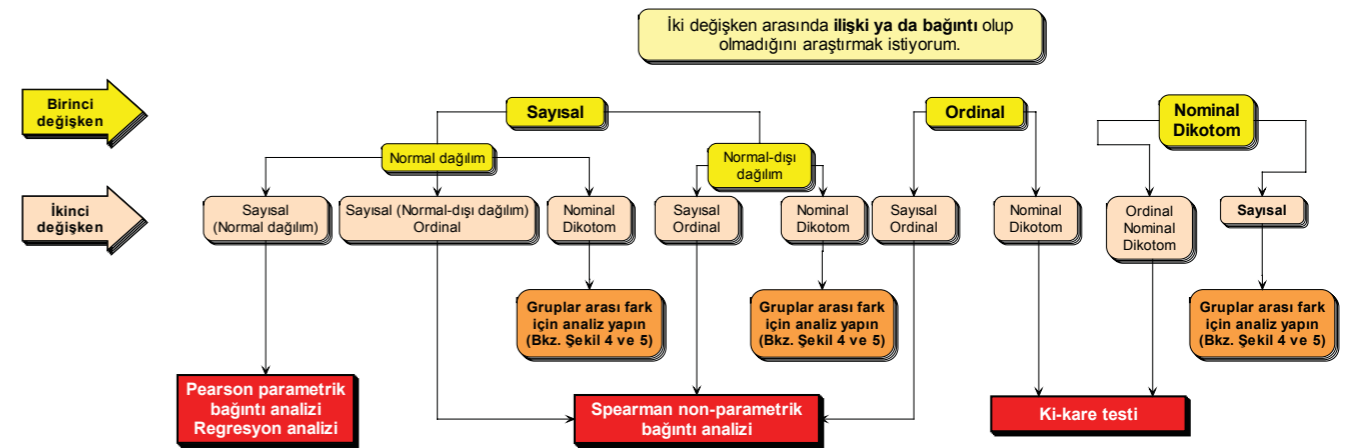 İki değişken arasında ilişki ya da bağıntı olup
olmadığını araştırmak istiyorum.
Birinci
değişken
Sayısal
Ordinal
Nominal
Dikotom
Normal dağılım
Normal-dışı
dağılım
İkinci
değişken
Sayısal
(Normal dağılım)
Sayısal (Normal-dışı dağılım)
Ordinal
Nominal
Dikotom
Sayısal
Ordinal
Nominal
Dikotom
Sayısal
Ordinal
Nominal
Dikotom
Ordinal
Nominal
Dikotom
Sayısal
Gruplar arası fark
için analiz yapın
(Bkz. Şekil 4 ve 5)
Gruplar arası fark
için analiz yapın
(Bkz. Şekil 4 ve 5)
Gruplar arası fark
için analiz yapın
(Bkz. Şekil 4 ve 5)
Pearson parametrik
bağıntı analizi
Regresyon analizi
Spearman non-parametrik
bağıntı analizi
Ki-kare testi